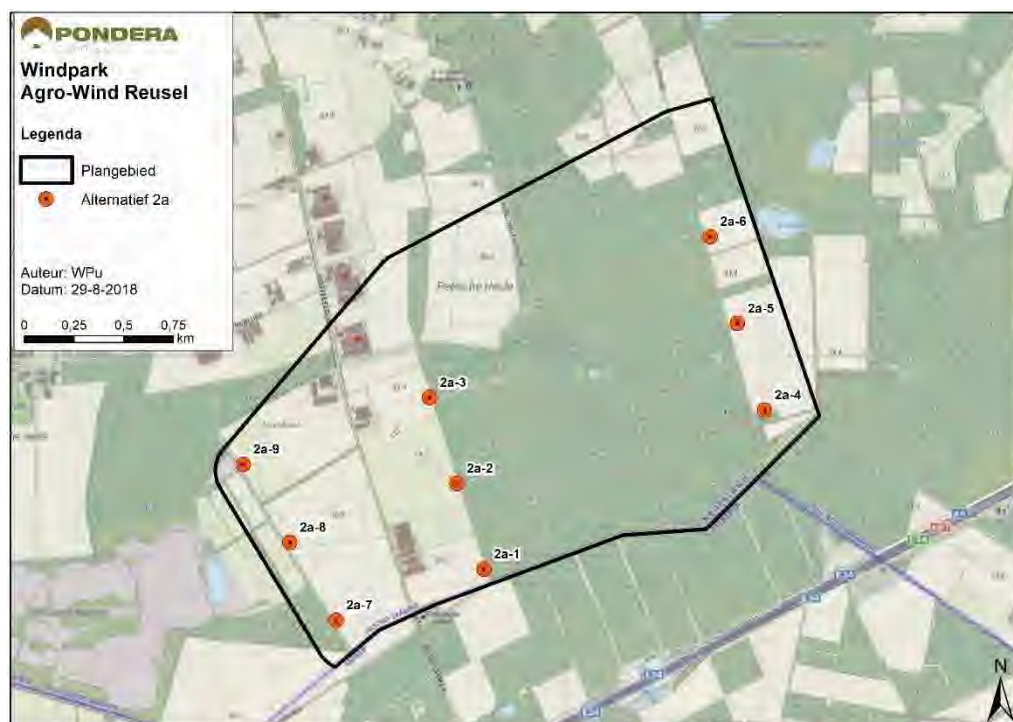 PONDERA
Windpark
Agro-Wind Reusel
Legenda
Plangebied
Alternatief 2a
Auteur: WPu
Datum: 29-8-2018
0 0,25 0,5 0,75
km
2a-6
2a-5
2a-4
2a-3
2a-9
2a-2
2a-8
2a-1
2a-7
N